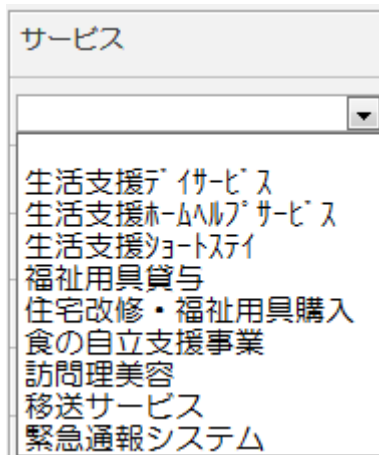 サービス
生活支援ﾃﾞｲｻｰﾋﾞｽ
生活支援ﾎｰﾑﾍﾙﾌﾟｻｰﾋﾞｽ
生活支援ｼｮｰﾄｽﾃｲ
福祉用具貸与
住宅改修・福祉用具購入
食の自立支援事業
訪問理美容
移送サービス
緊急通報システム